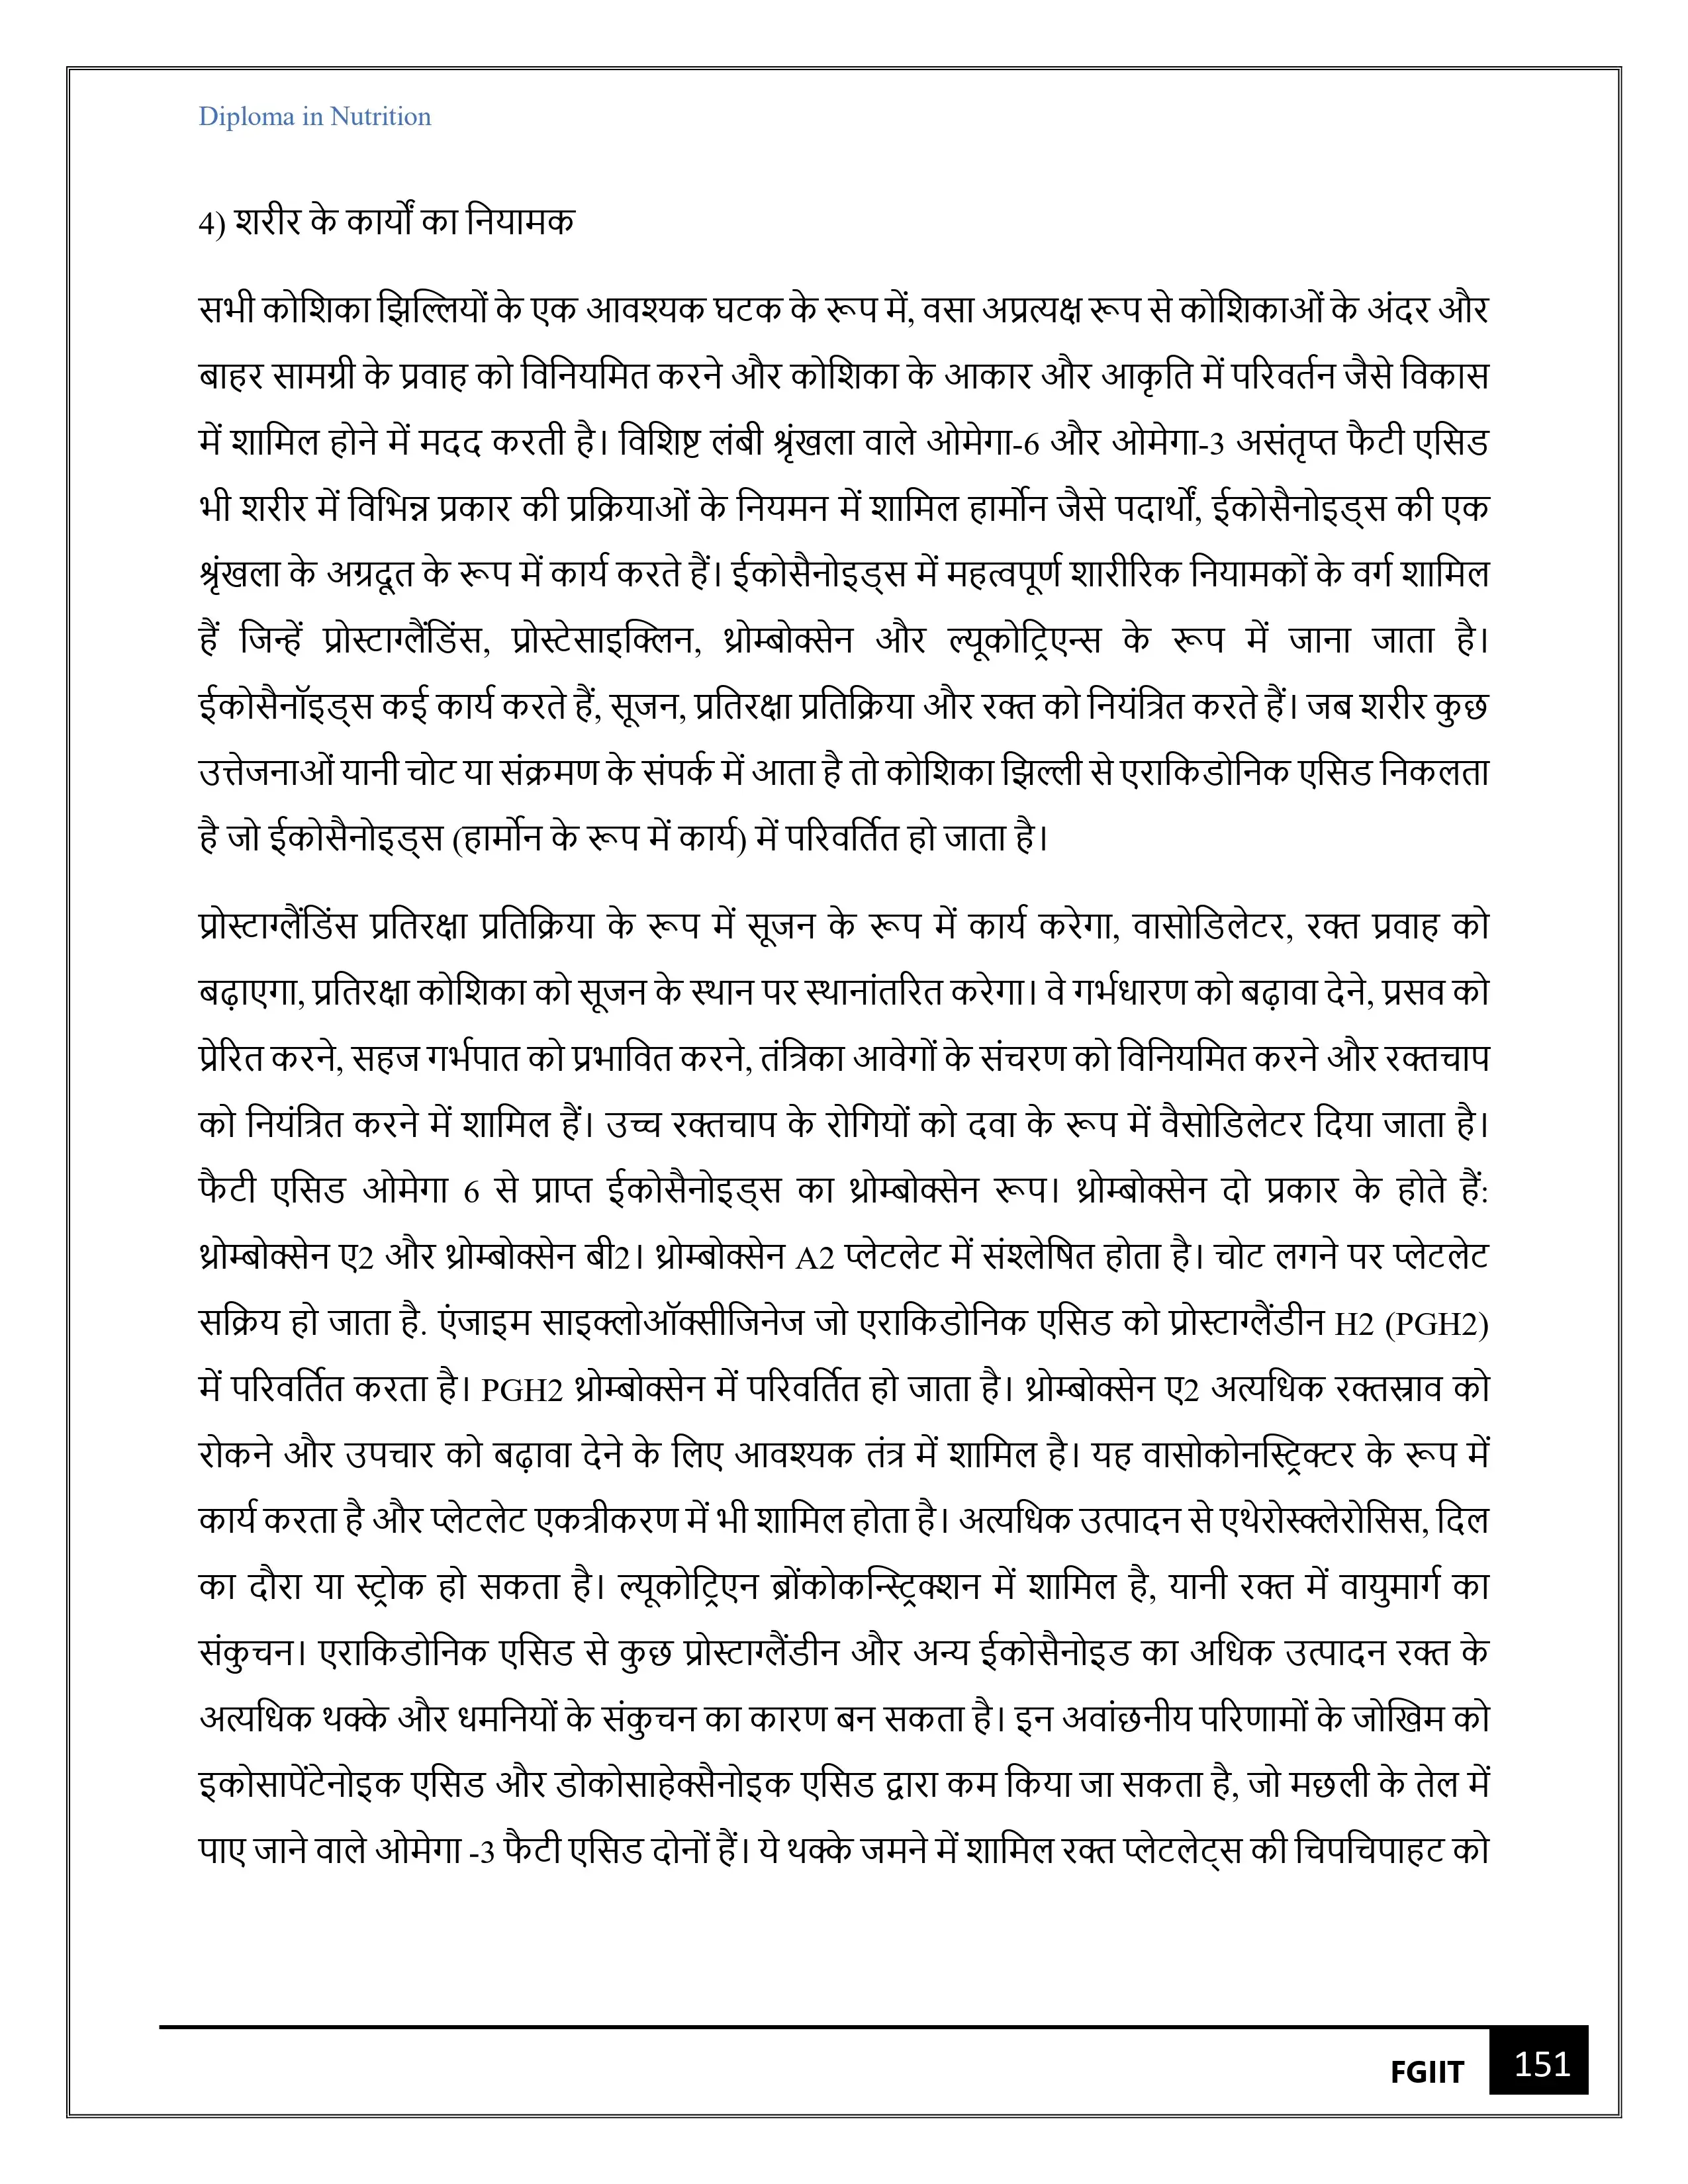 Diploma in Nutrition
4) शरीर के कार्यों का नियामक
सभी कोशिका झिल्लियों के एक आवश्यक घटक के रूप में, वसा अप्रत्यक्ष रूप से कोशिकाओं के अंदर और
बाहर सामग्री के प्रवाह को विनियमित करने और कोशिका के आकार और आकृति में परिवर्तन जैसे विकास
में शामिल होने में मदद करती है। विशिष्ट लंबी श्रृंखला वाले ओमेगा-6 और ओमेगा-3 असंतृप्त फैटी एसिड
भी शरीर में विभिन्न प्रकार की प्रक्रियाओं के नियमन में शामिल हार्मोन जैसे पदार्थों, ईकोसैनोइड्स की एक
श्रृंखला के अग्रदूत के रूप में कार्य करते हैं। ईकोसैनोइड्स में महत्वपूर्ण शारीरिक नियामकों के वर्ग शामिल
हैं जिन्हें प्रोस्टाग्लैंडिंस, प्रोस्टेसाइक्लिन, थ्रोम्बोक्सेन और ल्यूकोट्रिएन्स के रूप में जाना जाता है।
ईकोसैनॉइड्स कई कार्य करते हैं, सूजन, प्रतिरक्षा प्रतिक्रिया और रक्त को नियंत्रित करते हैं। जब शरीर कुछ
उत्तेजनाओं यानी चोट या संक्रमण के संपर्क में आता है तो कोशिका झिल्ली से एराकिडोनिक एसिड निकलता
है जो ईकोसैनोइड्स (हार्मोन के रूप में कार्य) में परिवर्तित हो जाता है।
प्रोस्टाग्लैंडिंस प्रतिरक्षा प्रतिक्रिया के रूप में सूजन के रूप में कार्य करेगा, वासोडिलेटर, रक्त प्रवाह को
बढ़ाएगा, प्रतिरक्षा कोशिका को सूजन के स्थान पर स्थानांतरित करेगा। वे गर्भधारण को बढ़ावा देने, प्रसव को
प्रेरित करने, सहज गर्भपात को प्रभावित करने, तंत्रिका आवेगों के संचरण को विनियमित करने और रक्तचाप
को नियंत्रित करने में शामिल हैं। उच्च रक्तचाप के रोगियों को दवा के रूप में वैसोडिलेटर दिया जाता है।
फैटी एसिड ओमेगा 6 से प्राप्त ईकोसैनोइड्स का थ्रोम्बोक्सेन रूप। थ्रोम्बोक्सेन दो प्रकार के होते हैं:
थ्रोम्बोक्सेन ए2 और थ्रोम्बोक्सेन बी2। थ्रोम्बोक्सेन A2 प्लेटलेट में संश्लेषित होता है। चोट लगने पर प्लेटलेट
सक्रिय हो जाता है. एंजाइम साइक्लोऑक्सीजिनेज जो एराकिडोनिक एसिड को प्रोस्टाग्लैंडीन H2 (PGH2)
में परिवर्तित करता है। PGH2 थ्रोम्बोक्सेन में परिवर्तित हो जाता है। थ्रोम्बोक्सेन ए2 अत्यधिक रक्तस्राव को
रोकने और उपचार को बढ़ावा देने के लिए आवश्यक तंत्र में शामिल है। यह वासोकोनस्ट्रिक्टर के रूप में
कार्य करता है और प्लेटलेट एकत्रीकरण में भी शामिल होता है। अत्यधिक उत्पादन से एथेरोस्क्लेरोसिस, दिल
का दौरा या स्ट्रोक हो सकता है। ल्यूकोट्रिएन ब्रोंकोकन्स्ट्रिक्शन में शामिल है, यानी रक्त में वायुमार्ग का
संकुचन। एराकिडोनिक एसिड से कुछ प्रोस्टाग्लैंडीन और अन्य ईकोसैनोइड का अधिक उत्पादन रक्त के
अत्यधिक थक्के और धमनियों के संकुचन का कारण बन सकता है। इन अवांछनीय परिणामों के जोखिम को
इकोसापेंटेनोइक एसिड और डोकोसाहेक्सैनोइक एसिड द्वारा कम किया जा सकता है, जो मछली के तेल में
पाए जाने वाले ओमेगा -3 फैटी एसिड दोनों हैं। ये थक्के जमने में शामिल रक्त प्लेटलेट्स की चिपचिपाहट को
FGIIT 151